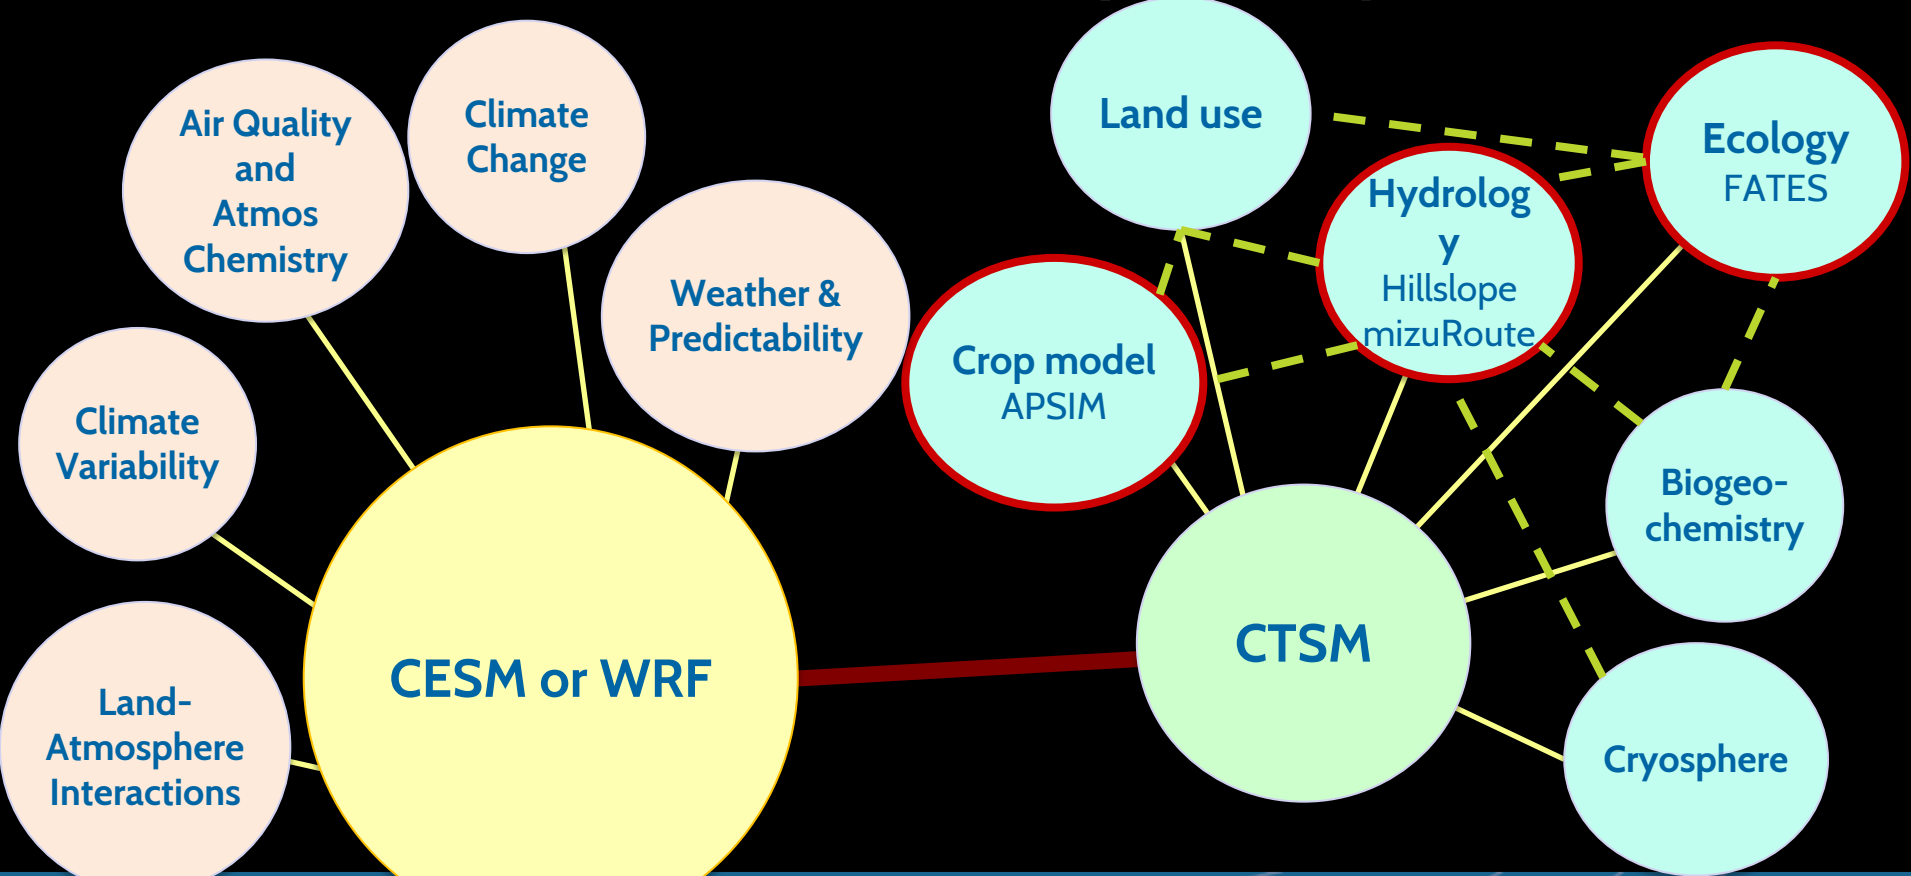 Air Quality
and
Atmos
Chemistry
Climate
Change
Weather &
Predictability
Climate
Variability
Land-
Atmosphere
Interactions
CESM or WRF
Land use
Ecology
FATES
Hydrolog
y
Hillslope
mizuRoute
Crop model
APSIM
Biogeo-
chemistry
CTSM
Cryosphere